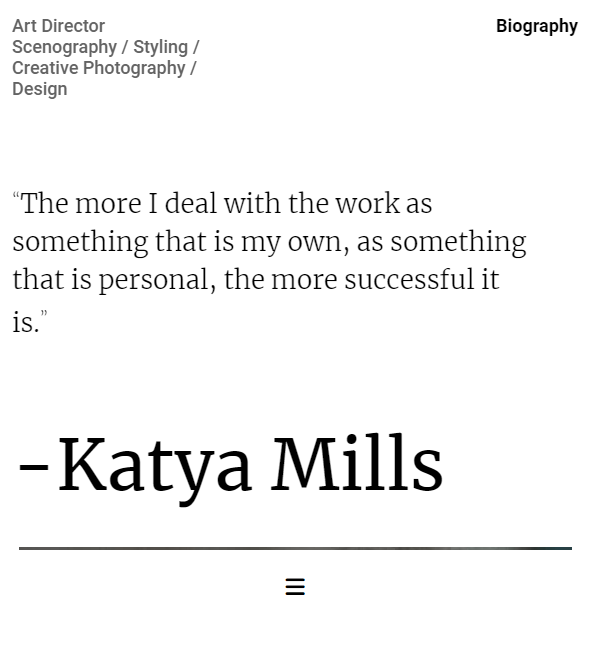 Art Director
Scenography / Styling /
Creative Photography /
Design
Biography
“The more I deal with the work as
something that is my own, as something
that is personal, the more successful it
is.”
-Katya Mills